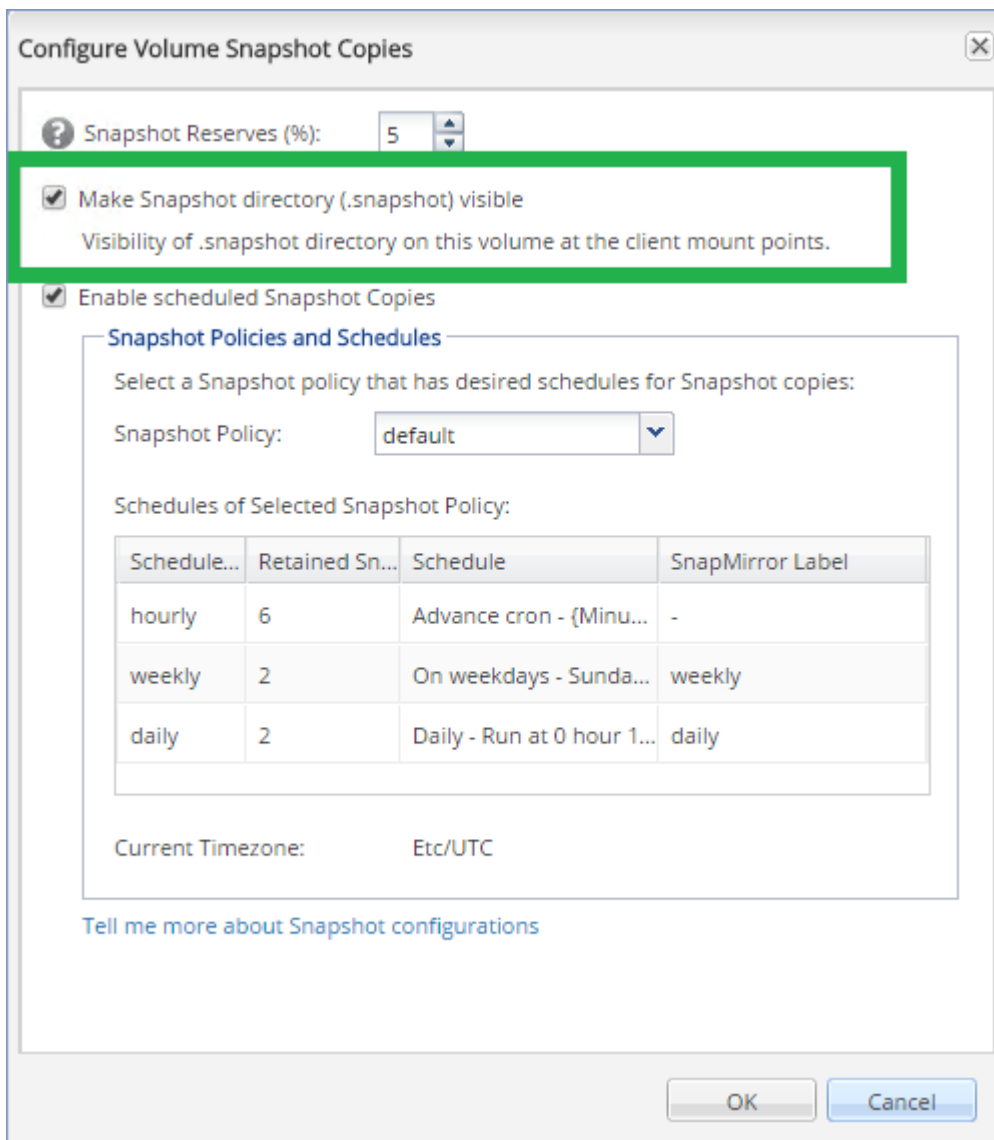 Configure Volume Snapshot Copies
? Snapshot Reserves (%): 5
Make Snapshot directory (.snapshot) visible
Visibility of .snapshot directory on this volume at the client mount points.
Enable scheduled Snapshot Copies
Snapshot Policies and Schedules
Select a Snapshot policy that has desired schedules for Snapshot copies:
Snapshot Policy: default
Schedules of Selected Snapshot Policy:
Schedule... Retained Sn... Schedule SnapMirror Label
hourly 6 Advance cron - {Minu... -
weekly 2 On weekdays - Sunda... weekly
daily 2 Daily - Run at 0 hour 1... daily
Current Timezone: Etc/UTC
Tell me more about Snapshot configurations
OK Cancel